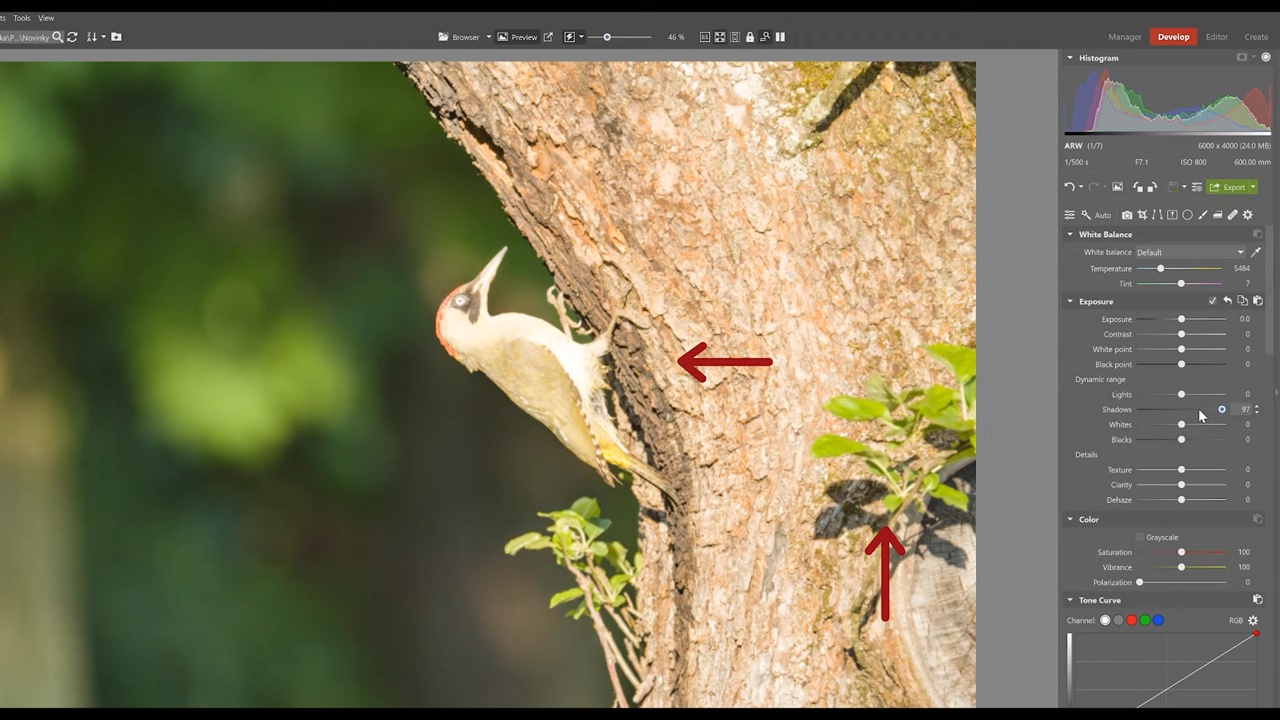 ts Tools View
ka\P...\Novinky Browser Preview 46 % Manager Develop Editor Create
Histogram
ARW (1/7) 6000 x 4000 (24.0 MB)
1/500 s F7.1 ISO 800 600.00 mm
Export
Auto
White Balance
White balance Default
Temperature 5484
Tint 7
Exposure
Exposure 0.0
Contrast 0
White point 0
Black point 0
Dynamic range
Lights 0
Shadows 97
Whites 0
Blacks 0
Details
Texture 0
Clarity 0
Dehaze 0
Color
Grayscale
Saturation 100
Vibrance 100
Polarization 0
Tone Curve
Channel: RGB